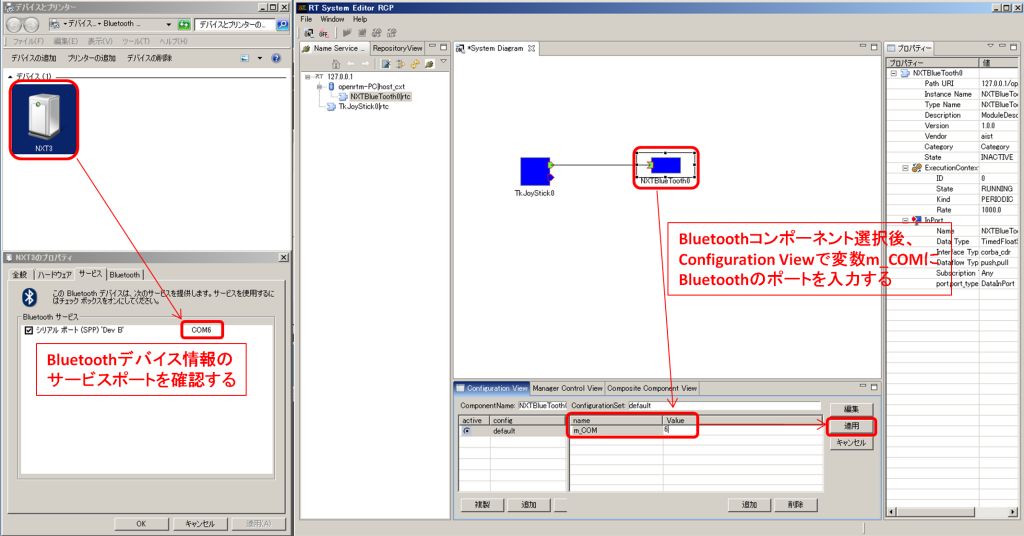 デバイスとプリンター
デバイス... Bluetooth
デバイスとプリンターの...
ファイル(F) 編集(E) 表示(V) ツール(T) ヘルプ(H)
デバイスの追加 プリンターの追加 デバイスの削除
デバイス (1)
NXT3
NXT3のプロパティ
全般 ハードウェア サービス Bluetooth
この Bluetooth デバイスは、次のサービスを提供します。サービスを使用するに
はチェック ボックスをオンにしてください。
Bluetooth サービス
シリアル ポート (SPP) 'Dev B' COM6
Bluetoothデバイス情報の
サービスポートを確認する
OK キャンセル 適用(A)
RT System Editor RCP
File Window Help
Name Service ... RepositoryView
127.0.0.1
openrtm-PC|host_cxt
NXTBlueTooth0|rtc
TkJoyStick0|rtc
*System Diagram
TkJoyStick0
NXTBlueTooth0
Bluetoothコンポーネント選択後、
Configuration Viewで変数m_COMに
Bluetoothのポートを入力する
Configuration View Manager Control View Composite Component View
ComponentName: NXTBlueTooth( ConfigurationSet: default
active config
default
name Value
m_COM 6
編集
適用
キャンセル
複製 追加
追加 削除
プロパティー
プロパティー 値
NXTBlueTooth0
Path URI 127.0.0.1/op
Instance Name NXTBlueToo
Type Name NXTBlueToo
Description ModuleDesc
Version 1.0.0
Vendor aist
Category Category
State INACTIVE
ExecutionContex
ID 0
State RUNNING
Kind PERIODIC
Rate 1000.0
InPort
Name NXTBlueTo
Data Type TimedFloatS
Interface Typ corba_cdr
Dataflow Typ push,pull
Subscription Any
port.port_type DataInPort